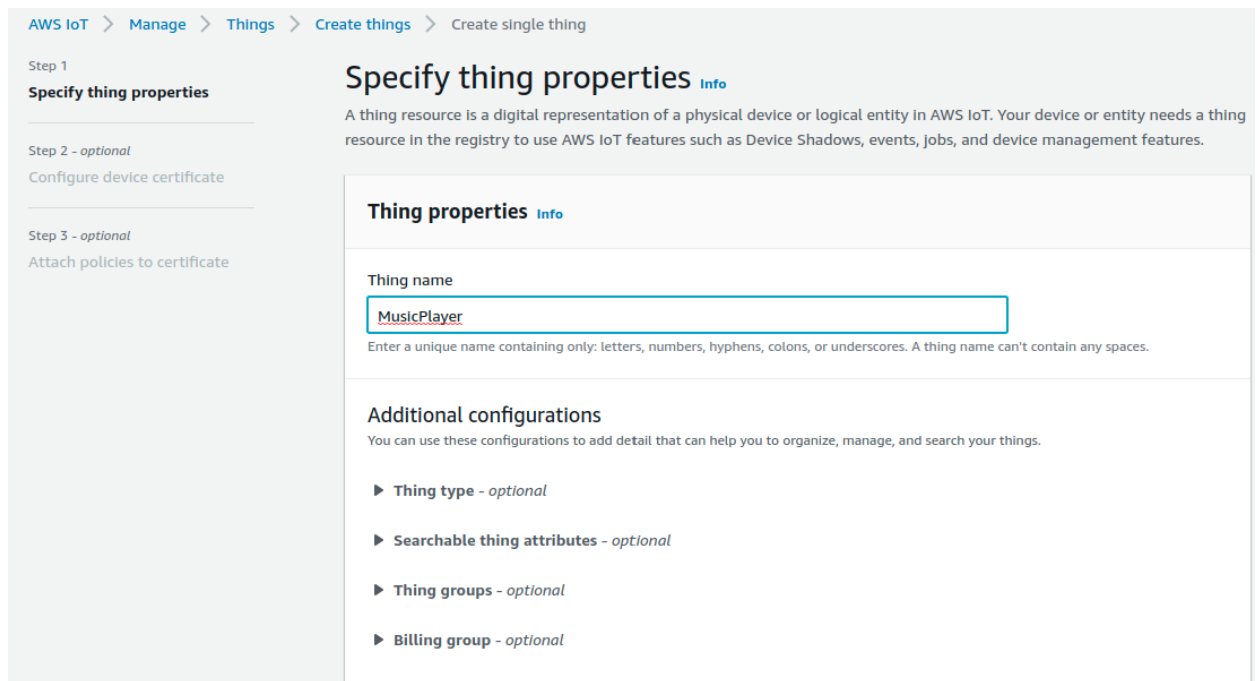 AWS IoT > Manage > Things > Create things > Create single thing
Step 1
Specify thing properties
Step 2 - optional
Configure device certificate
Step 3 - optional
Attach policies to certificate
Specify thing properties Info
A thing resource is a digital representation of a physical device or logical entity in AWS IoT. Your device or entity needs a thing
resource in the registry to use AWS IoT features such as Device Shadows, events, jobs, and device management features.
Thing properties Info
Thing name
MusicPlayer
Enter a unique name containing only: letters, numbers, hyphens, colons, or underscores. A thing name can't contain any spaces.
Additional configurations
You can use these configurations to add detail that can help you to organize, manage, and search your things.
Thing type - optional
Searchable thing attributes - optional
Thing groups - optional
Billing group - optional